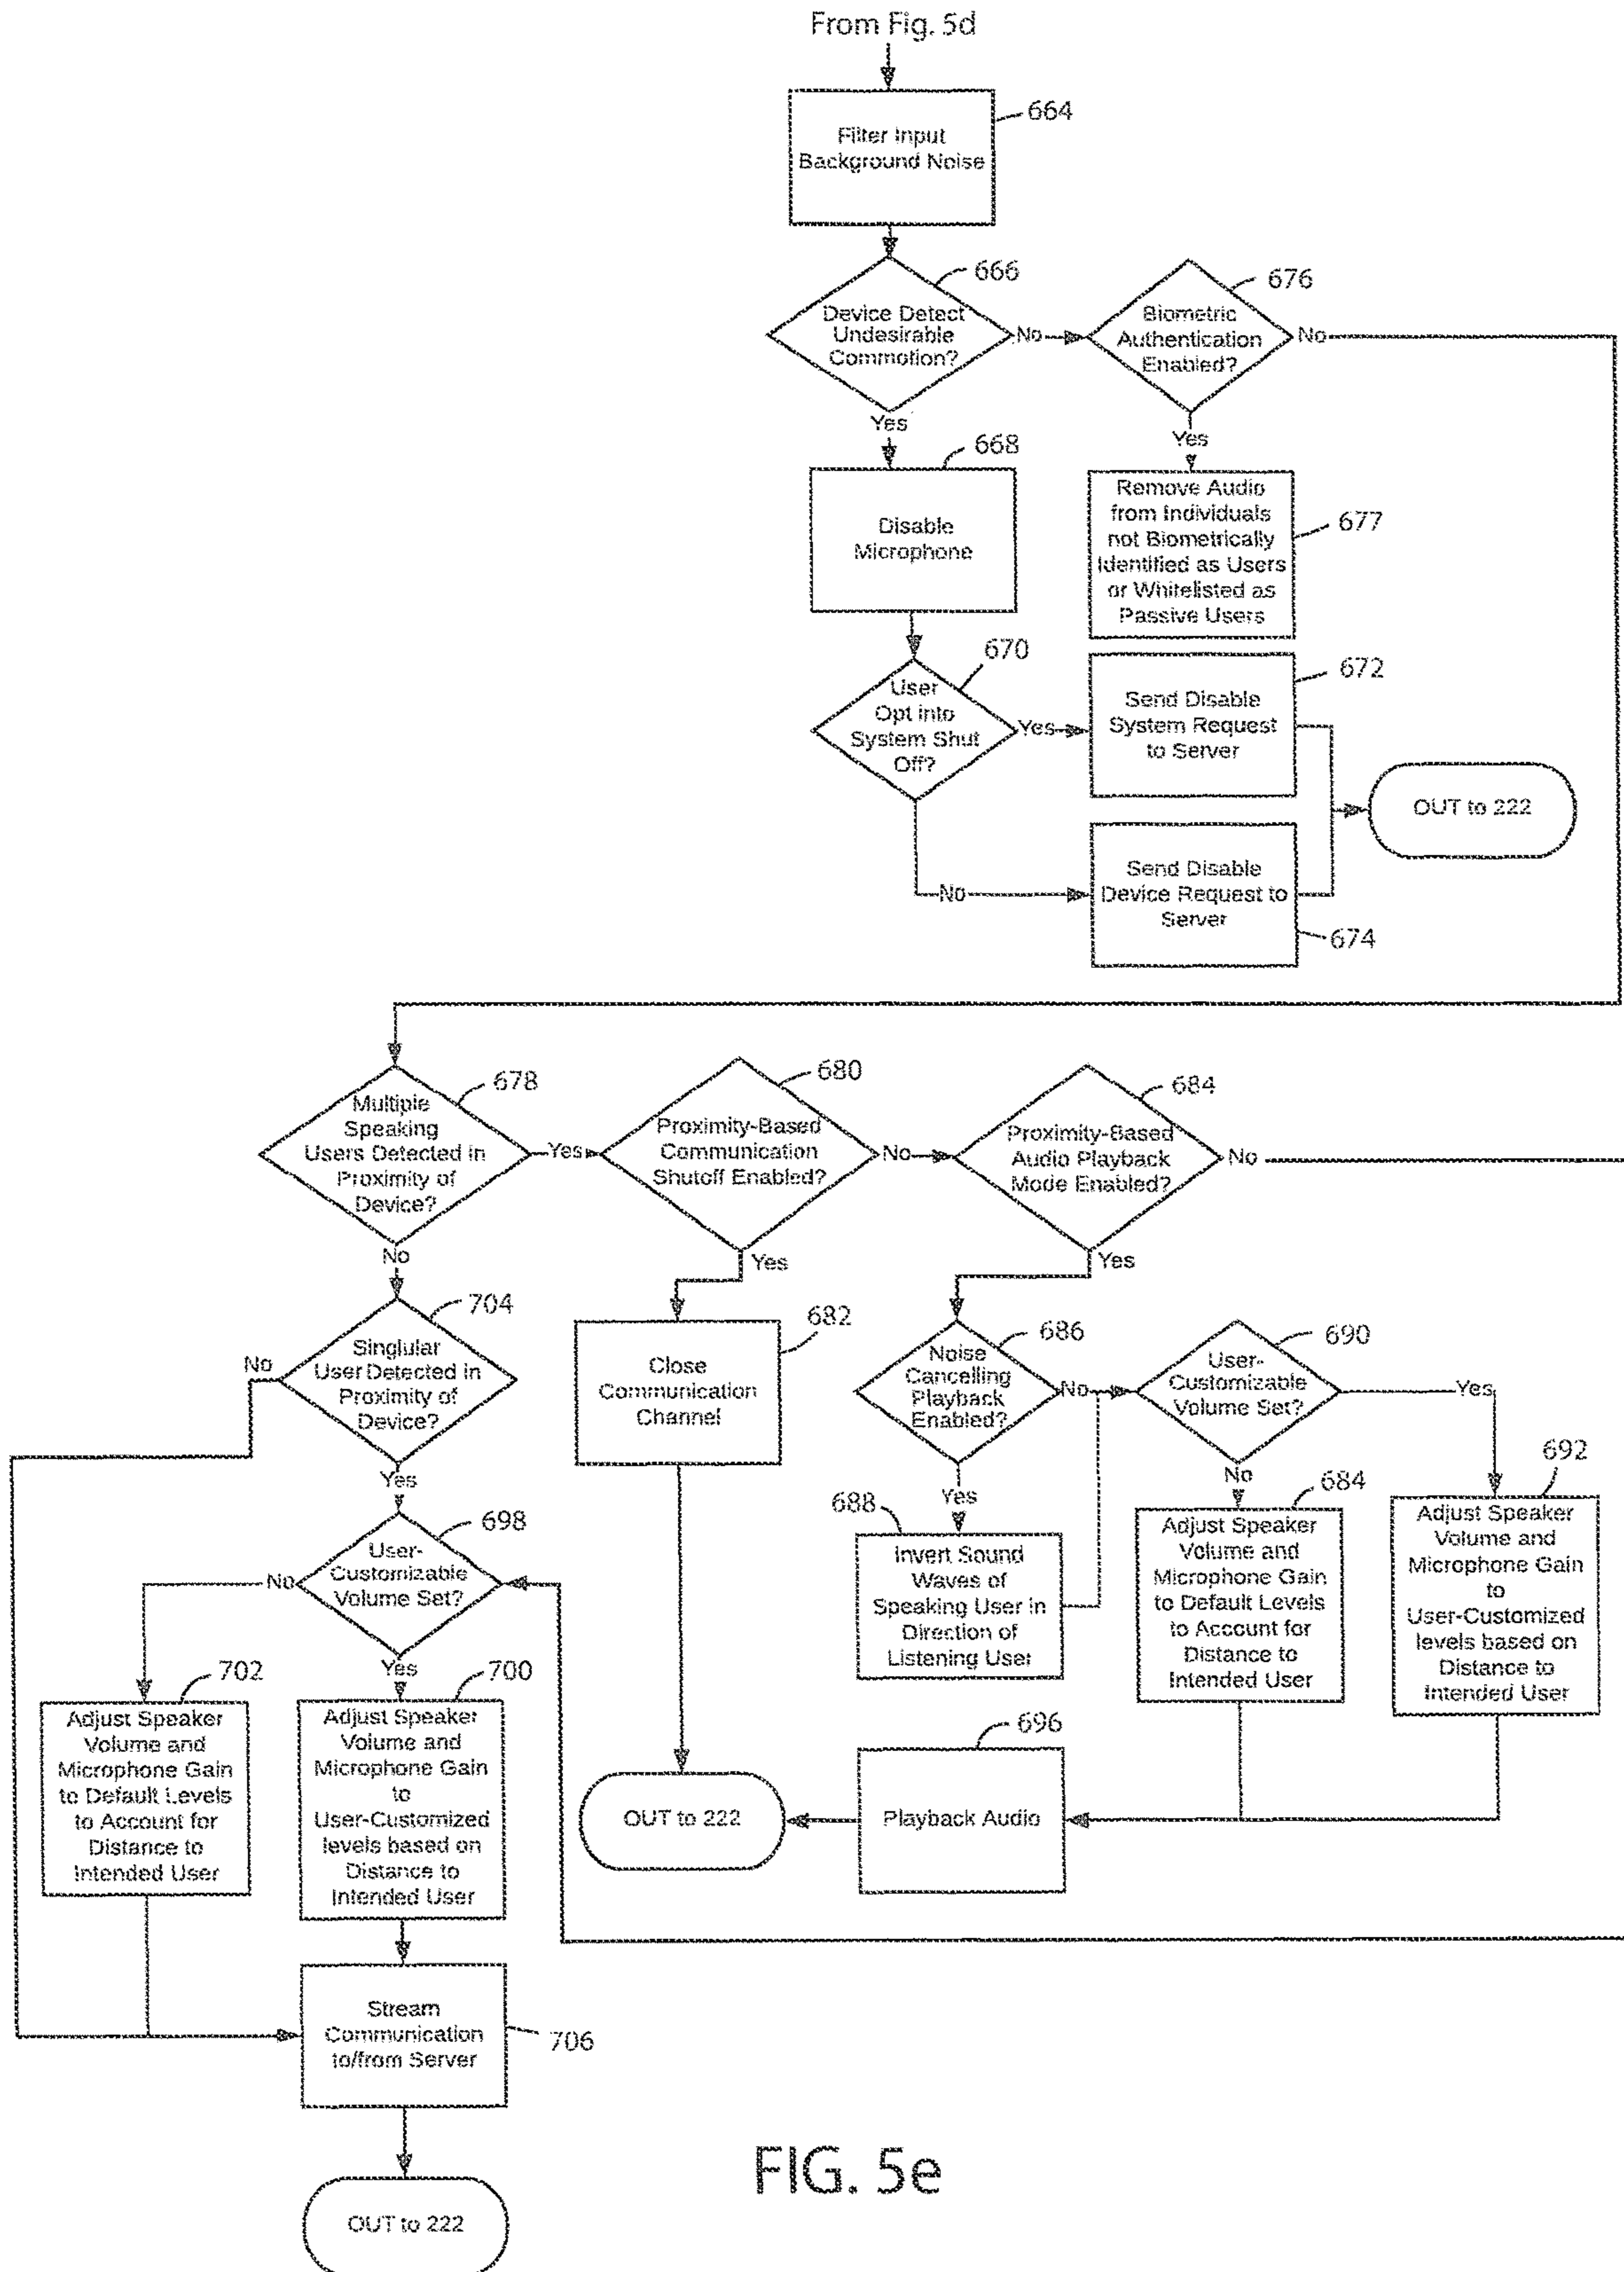 From Fig. 5d
664
Filter Input
Background Noise
666
Device Detect
Undesirable
Commotion?
No
676
Biometric
Authentication
Enabled?
No
Yes
Yes
668
Disable
Microphone
Remove Audio
from Individuals
not Biometrically
Identified as Users
or Whitelisted as
Passive Users
677
670
User
Opt into
System Shut
Off?
Yes
672
Send Disable
System Request
to Server
OUT to 222
No
Send Disable
Device Request to
Server
674
678
Multiple
Speaking
Users Detected in
Proximity of
Device?
Yes
680
Proximity-Based
Communication
Shutoff Enabled?
No
684
Proximity-Based
Audio Playback
Mode Enabled?
No
No
Yes
Yes
704
Singlular
User Detected in
Proximity of
Device?
No
682
Close
Communication
Channel
686
Noise
Cancelling
Playback
Enabled?
No
690
User-
Customizable
Volume Set?
Yes
Yes
Yes
No
698
User-
Customizable
Volume Set?
No
688
Invert Sound
Waves of
Speaking User in
Direction of
Listening User
684
Adjust Speaker
Volume and
Microphone Gain
to Default Levels
to Account for
Distance to
Intended User
692
Adjust Speaker
Volume and
Microphone Gain
to
User-Customized
levels based on
Distance to
Intended User
Yes
702
Adjust Speaker
Volume and
Microphone Gain
to Default Levels
to Account for
Distance to
Intended User
700
Adjust Speaker
Volume and
Microphone Gain
to
User-Customized
levels based on
Distance to
Intended User
OUT to 222
696
Playback Audio
Stream
Communication
to/from Server
706
OUT to 222
FIG. 5e